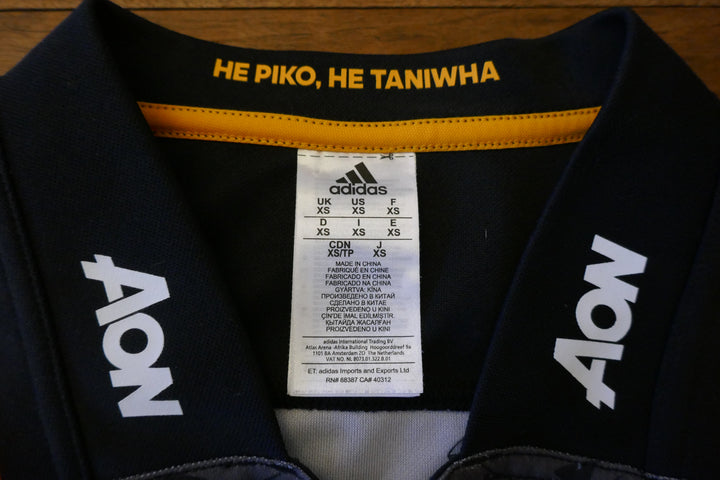 HE PIKO, HE TANIWHA
adidas
UK US F
XS XS XS
D I E
XS XS XS
CDN J
XS/TP XS
MADE IN CHINA
FABRIQUÉ EN CHINE
FABRICADO EN CHINA
FABRICADO NA CHINA
GYÁRTVA: KÍNA
ПРОИЗВЕДЕНО В КИТАЙ
СДЕЛАНО В КИТАЕ
PROIZVEDENO U KINI
ÇİN'DE İMAL EDİLMİŞTİR.
ҚЫТАЙДА ЖАСАЛҒАН
PROIZVEDENO U KINI
adidas International Trading BV
Atlas Arena -Afrika Building Hoogoorddreef 9a
1101 BA Amsterdam ZO The Netherlands
VAT NO. NL 8073.01.522.B.01
ET: adidas Imports and Exports Ltd
RN# 88387 CA# 40312
AON
AON